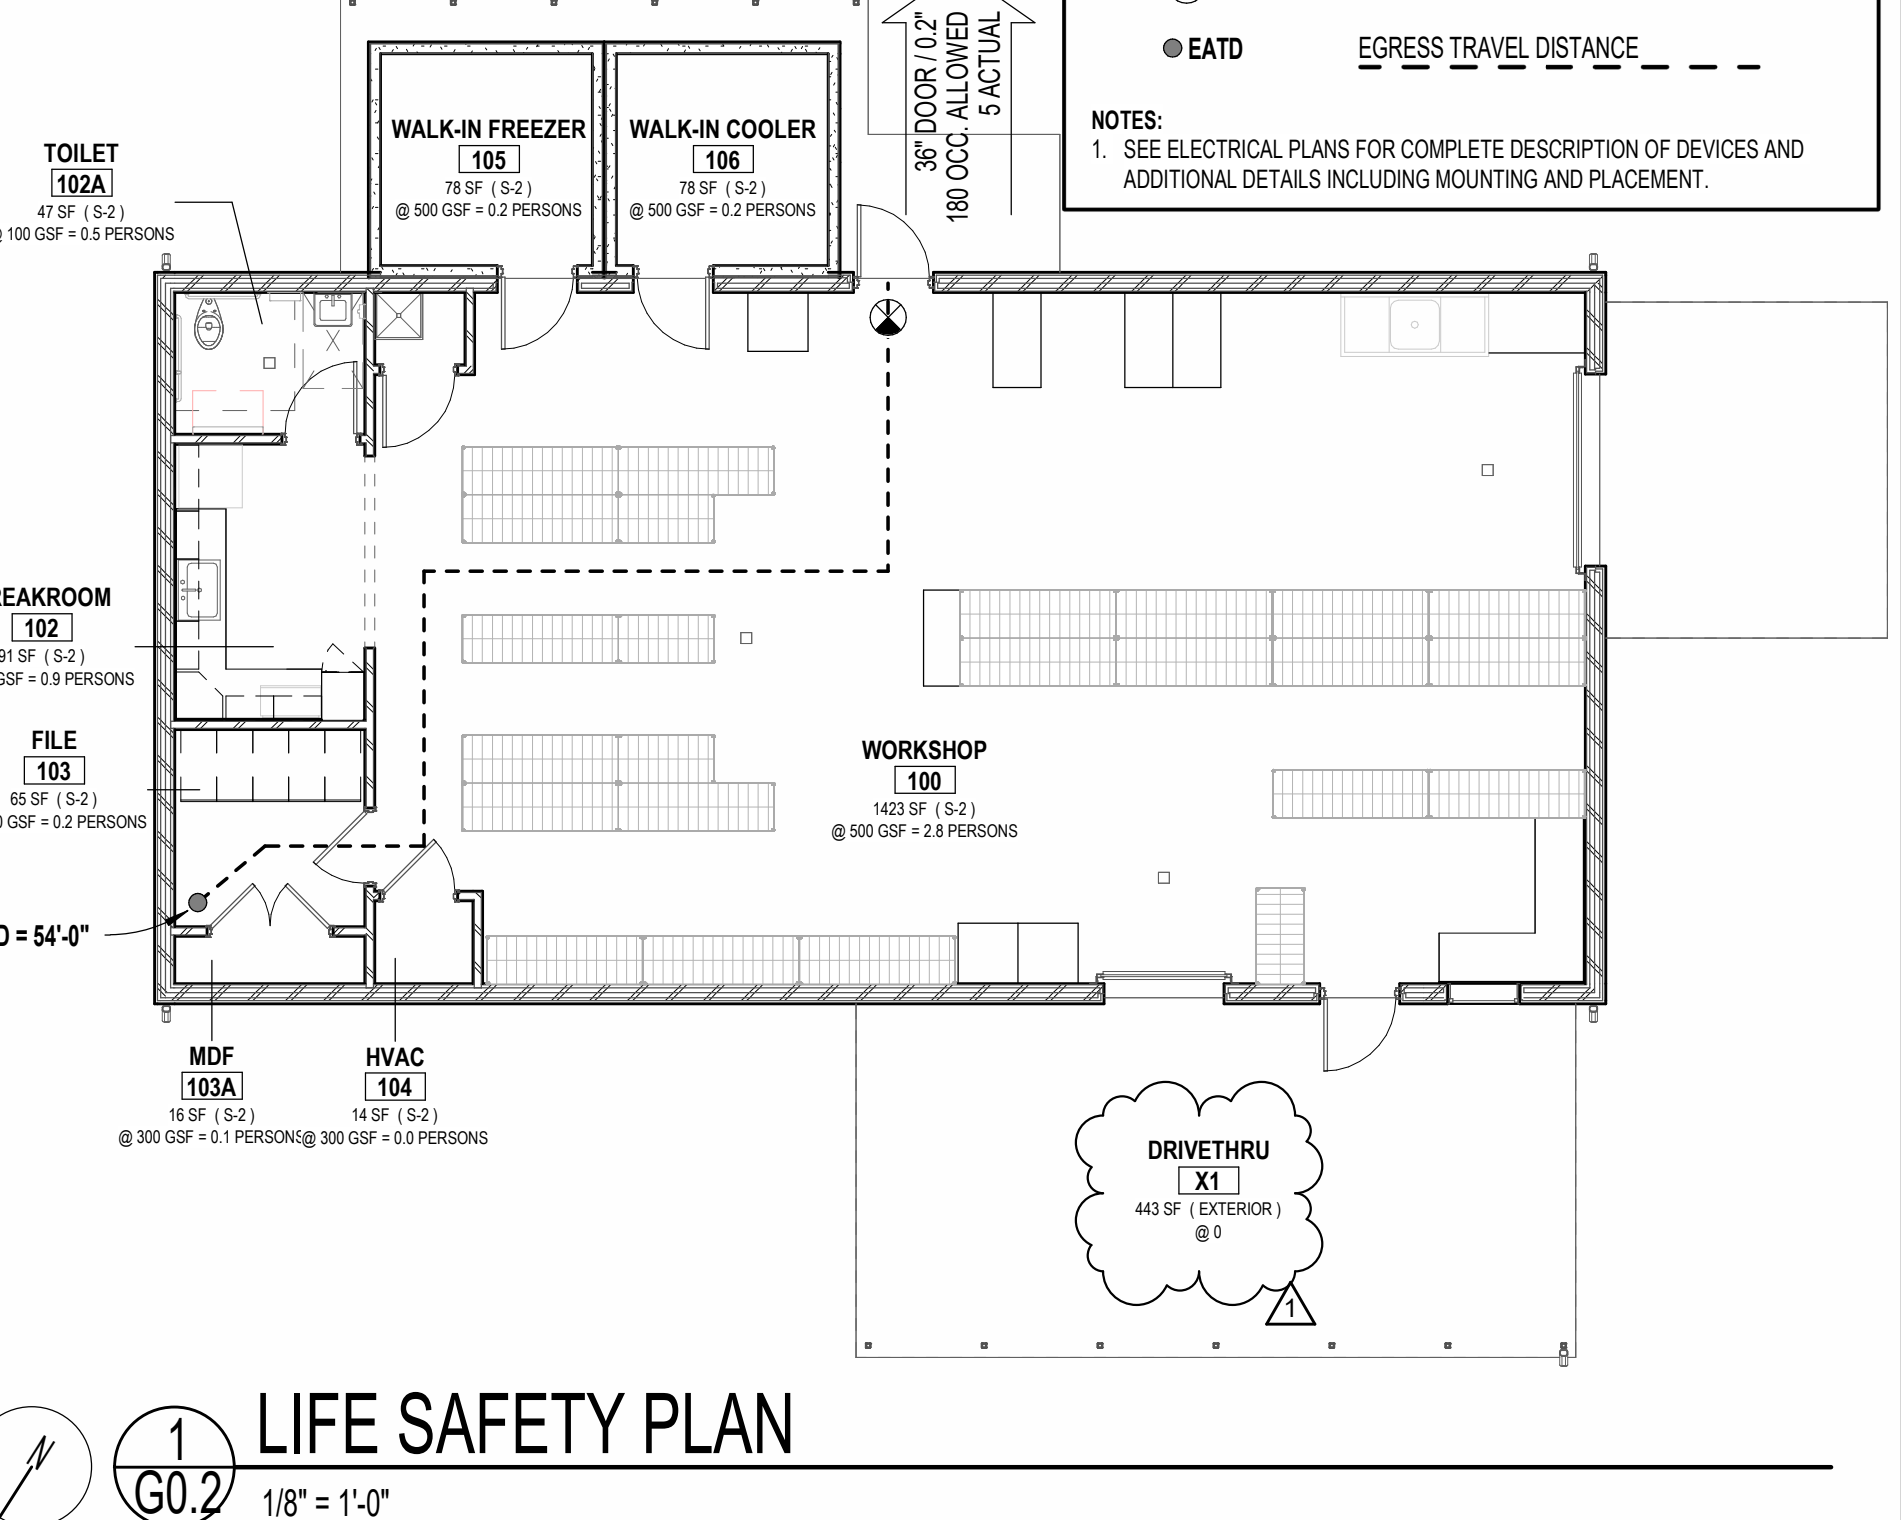 36" DOOR / 0.2"
180 OCC. ALLOWED
5 ACTUAL
EATD
EGRESS TRAVEL DISTANCE
NOTES:
1. SEE ELECTRICAL PLANS FOR COMPLETE DESCRIPTION OF DEVICES AND
ADDITIONAL DETAILS INCLUDING MOUNTING AND PLACEMENT.
WALK-IN FREEZER
105
78 SF ( S-2 )
@ 500 GSF = 0.2 PERSONS
WALK-IN COOLER
106
78 SF ( S-2 )
@ 500 GSF = 0.2 PERSONS
TOILET
102A
47 SF ( S-2 )
@ 100 GSF = 0.5 PERSONS
REAKROOM
102
91 SF ( S-2 )
GSF = 0.9 PERSONS
FILE
103
65 SF ( S-2 )
0 GSF = 0.2 PERSONS
D = 54'-0"
WORKSHOP
100
1423 SF ( S-2 )
@ 500 GSF = 2.8 PERSONS
MDF
103A
16 SF ( S-2 )
@ 300 GSF = 0.1 PERSONS
HVAC
104
14 SF ( S-2 )
@ 300 GSF = 0.0 PERSONS
DRIVETHRU
X1
443 SF ( EXTERIOR )
@ 0
1
N
1
G0.2
LIFE SAFETY PLAN
1/8" = 1'-0"